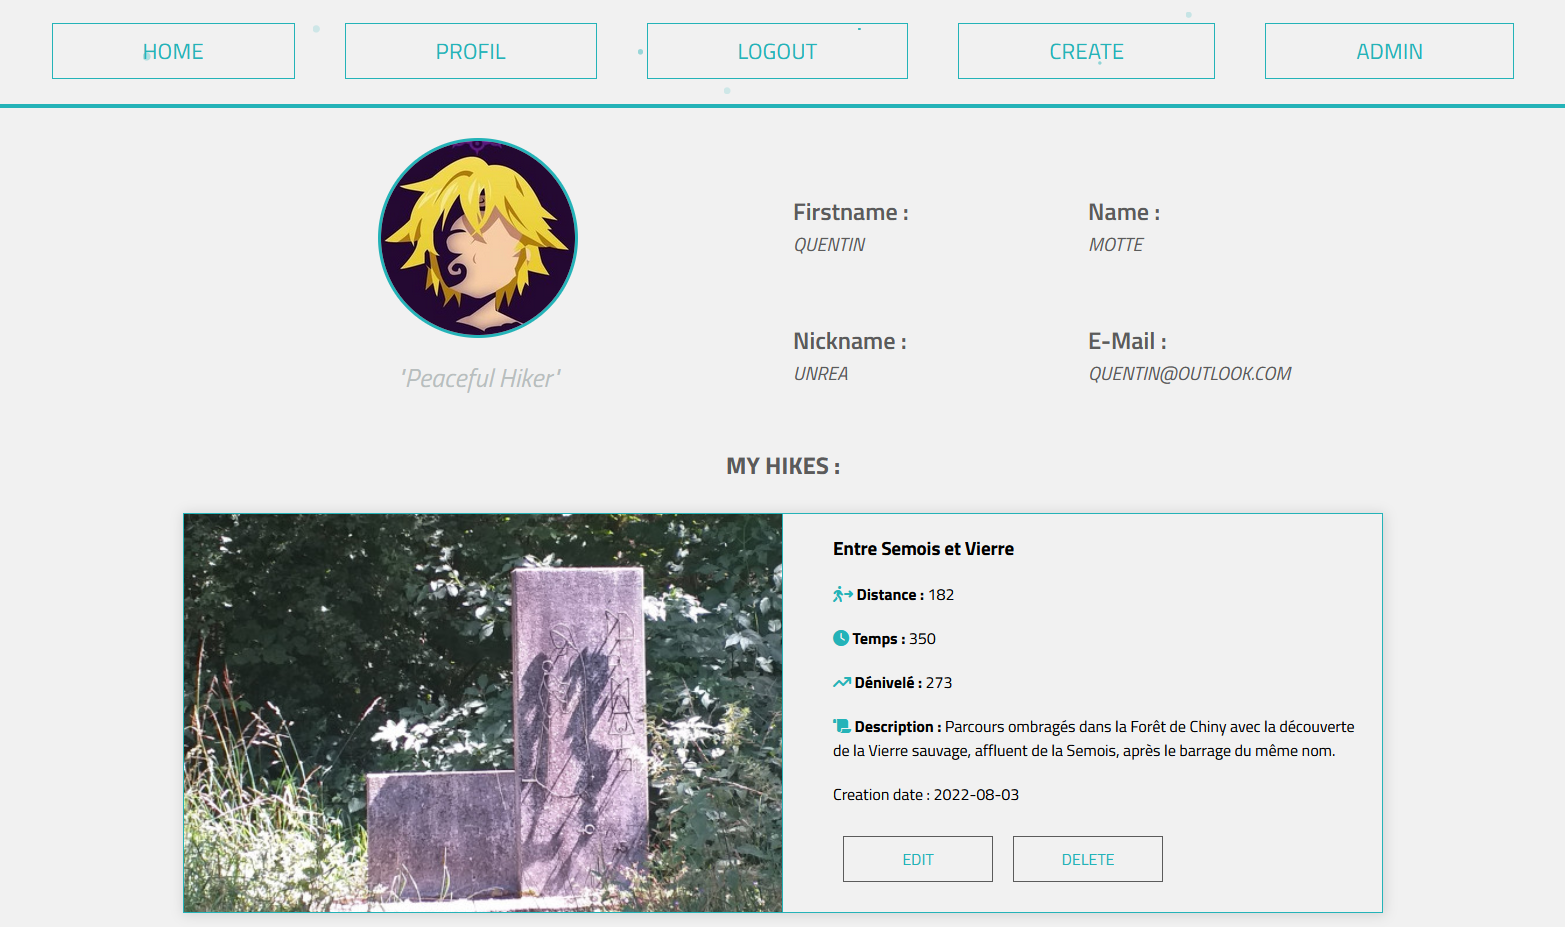 HOME PROFIL LOGOUT CREATE ADMIN
Firstname : Name :
QUENTIN MOTTE
Nickname : E-Mail :
UNREA QUENTIN@OUTLOOK.COM
"Peaceful Hiker"
MY HIKES :
Entre Semois et Vierre
Distance : 182
Temps : 350
Dénivelé : 273
Description : Parcours ombragés dans la Forêt de Chiny avec la découverte
de la Vierre sauvage, affluent de la Semois, après le barrage du même nom.
Creation date : 2022-08-03
EDIT DELETE